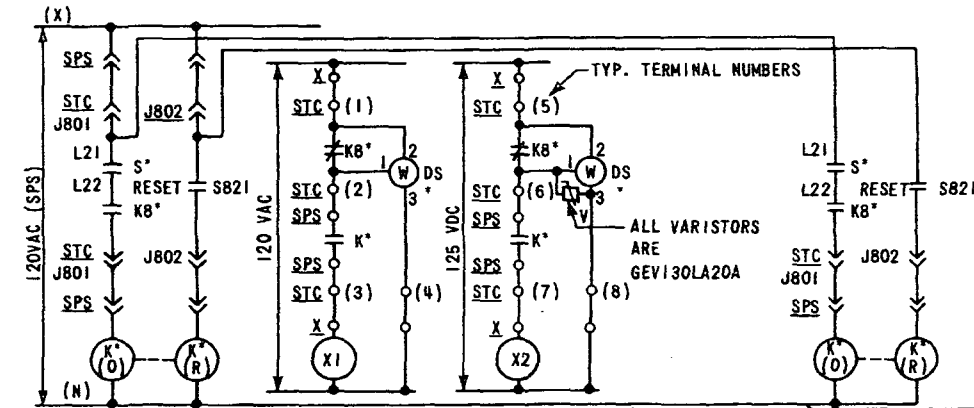 (X)
120VAC (SPS)
SPS
STC
J801
J802
L21
S*
L22
RESET
S821
K8*
STC
J801
J802
SPS
K*
(O)
K*
(R)
(N)
120 VAC
X
STC (1)
K8*
1
2
W
DS
*
3
STC (2)
SPS
K*
SPS
STC (3)
(4)
X
X1
125 VDC
TYP. TERMINAL NUMBERS
X
STC (5)
K8*
1
2
W
DS
*
3
STC (6)
V
SPS
K*
ALL VARISTORS
ARE
GEV130LA20A
SPS
STC (7)
(8)
X
X2
L21
S*
L22
RESET
S821
K8*
STC
J801
J802
SPS
K*
(O)
K*
(R)